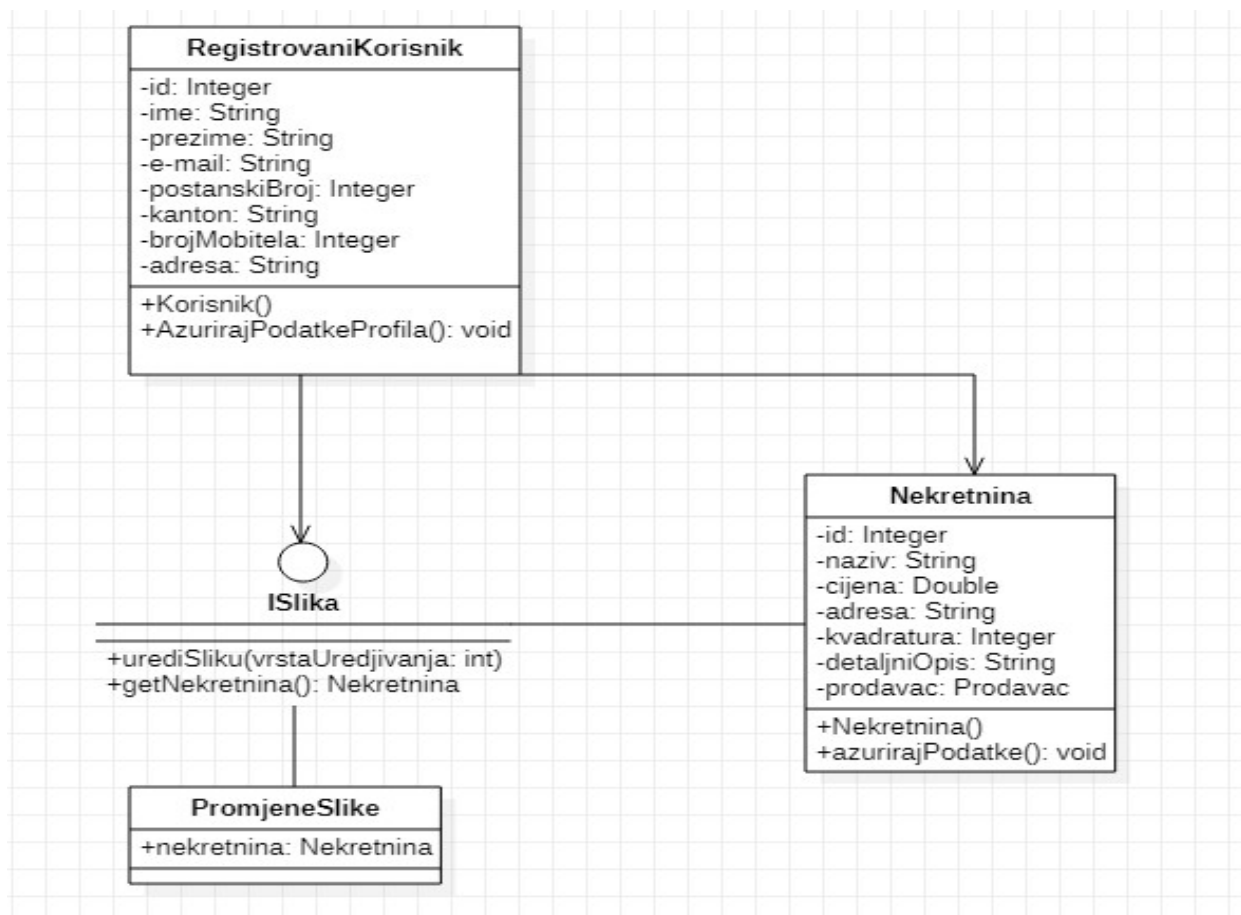 RegistrovaniKorisnik
-id: Integer
-ime: String
-prezime: String
-e-mail: String
-postanskiBroj: Integer
-kanton: String
-brojMobitela: Integer
-adresa: String
+Korisnik()
+AzurirajPodatkeProfila(): void
ISlika
+urediSliku(vrstaUredjivanja: int)
+getNekretnina(): Nekretnina
Nekretnina
-id: Integer
-naziv: String
-cijena: Double
-adresa: String
-kvadratura: Integer
-detaljniOpis: String
-prodavac: Prodavac
+Nekretnina()
+azurirajPodatke(): void
PromjeneSlike
+nekretnina: Nekretnina